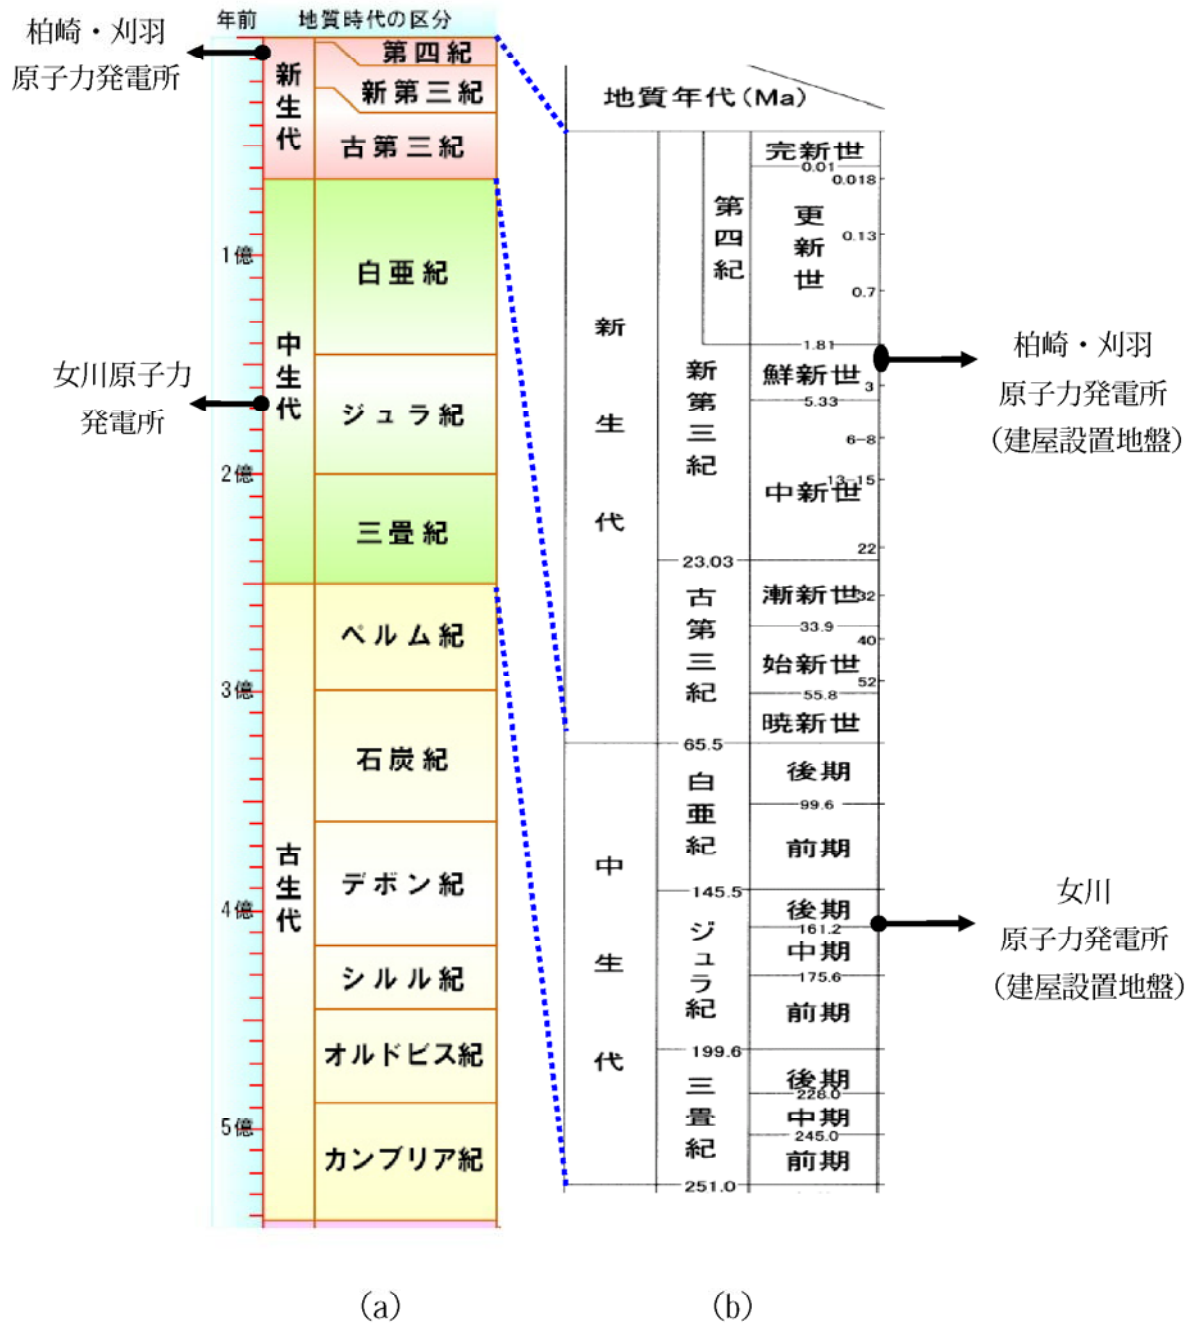 年前
地質時代の区分
柏崎・刈羽
原子力発電所
新生代
第四紀
新第三紀
古第三紀
1億
白亜紀
中生代
女川原子力
発電所
ジュラ紀
2億
三畳紀
ペルム紀
3億
石炭紀
古生代
デボン紀
4億
シルル紀
オルドビス紀
5億
カンブリア紀
(a)
地質年代(Ma)
新生代
第四紀
完新世
0.01
0.018
更新世
0.13
0.7
1.81
新第三紀
鮮新世
3
5.33
6-8
13-15
中新世
22
23.03
古第三紀
漸新世
32
33.9
40
始新世
52
55.8
暁新世
65.5
中生代
白亜紀
後期
99.6
前期
145.5
ジュラ紀
後期
161.2
中期
175.6
前期
199.6
三畳紀
後期
228.0
中期
245.0
前期
251.0
柏崎・刈羽
原子力発電所
(建屋設置地盤)
女川
原子力発電所
(建屋設置地盤)
(b)